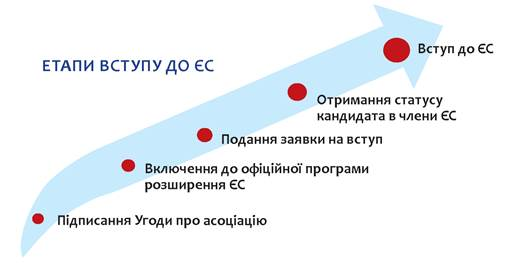 ЕТАПИ ВСТУПУ ДО ЄС
Вступ до ЄС
Отримання статусу
кандидата в члени ЄС
Подання заявки на вступ
Включення до офіційної програми
розширення ЄС
Підписання Угоди про асоціацію